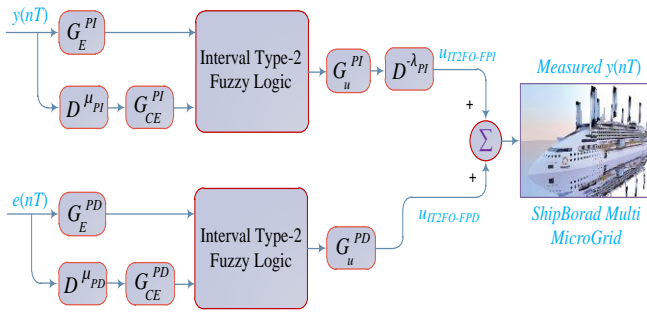 y(nT)
G_E^PI
Interval Type-2
Fuzzy Logic
G_u^PI
D^-λ_PI
u_IT2FO-FPI
Measured y(nT)
D^μ_PI
G_CE^PI
+
Σ
+
e(nT)
G_E^PD
Interval Type-2
Fuzzy Logic
G_u^PD
u_IT2FO-FPD
ShipBorad Multi
MicroGrid
D^μ_PD
G_CE^PD